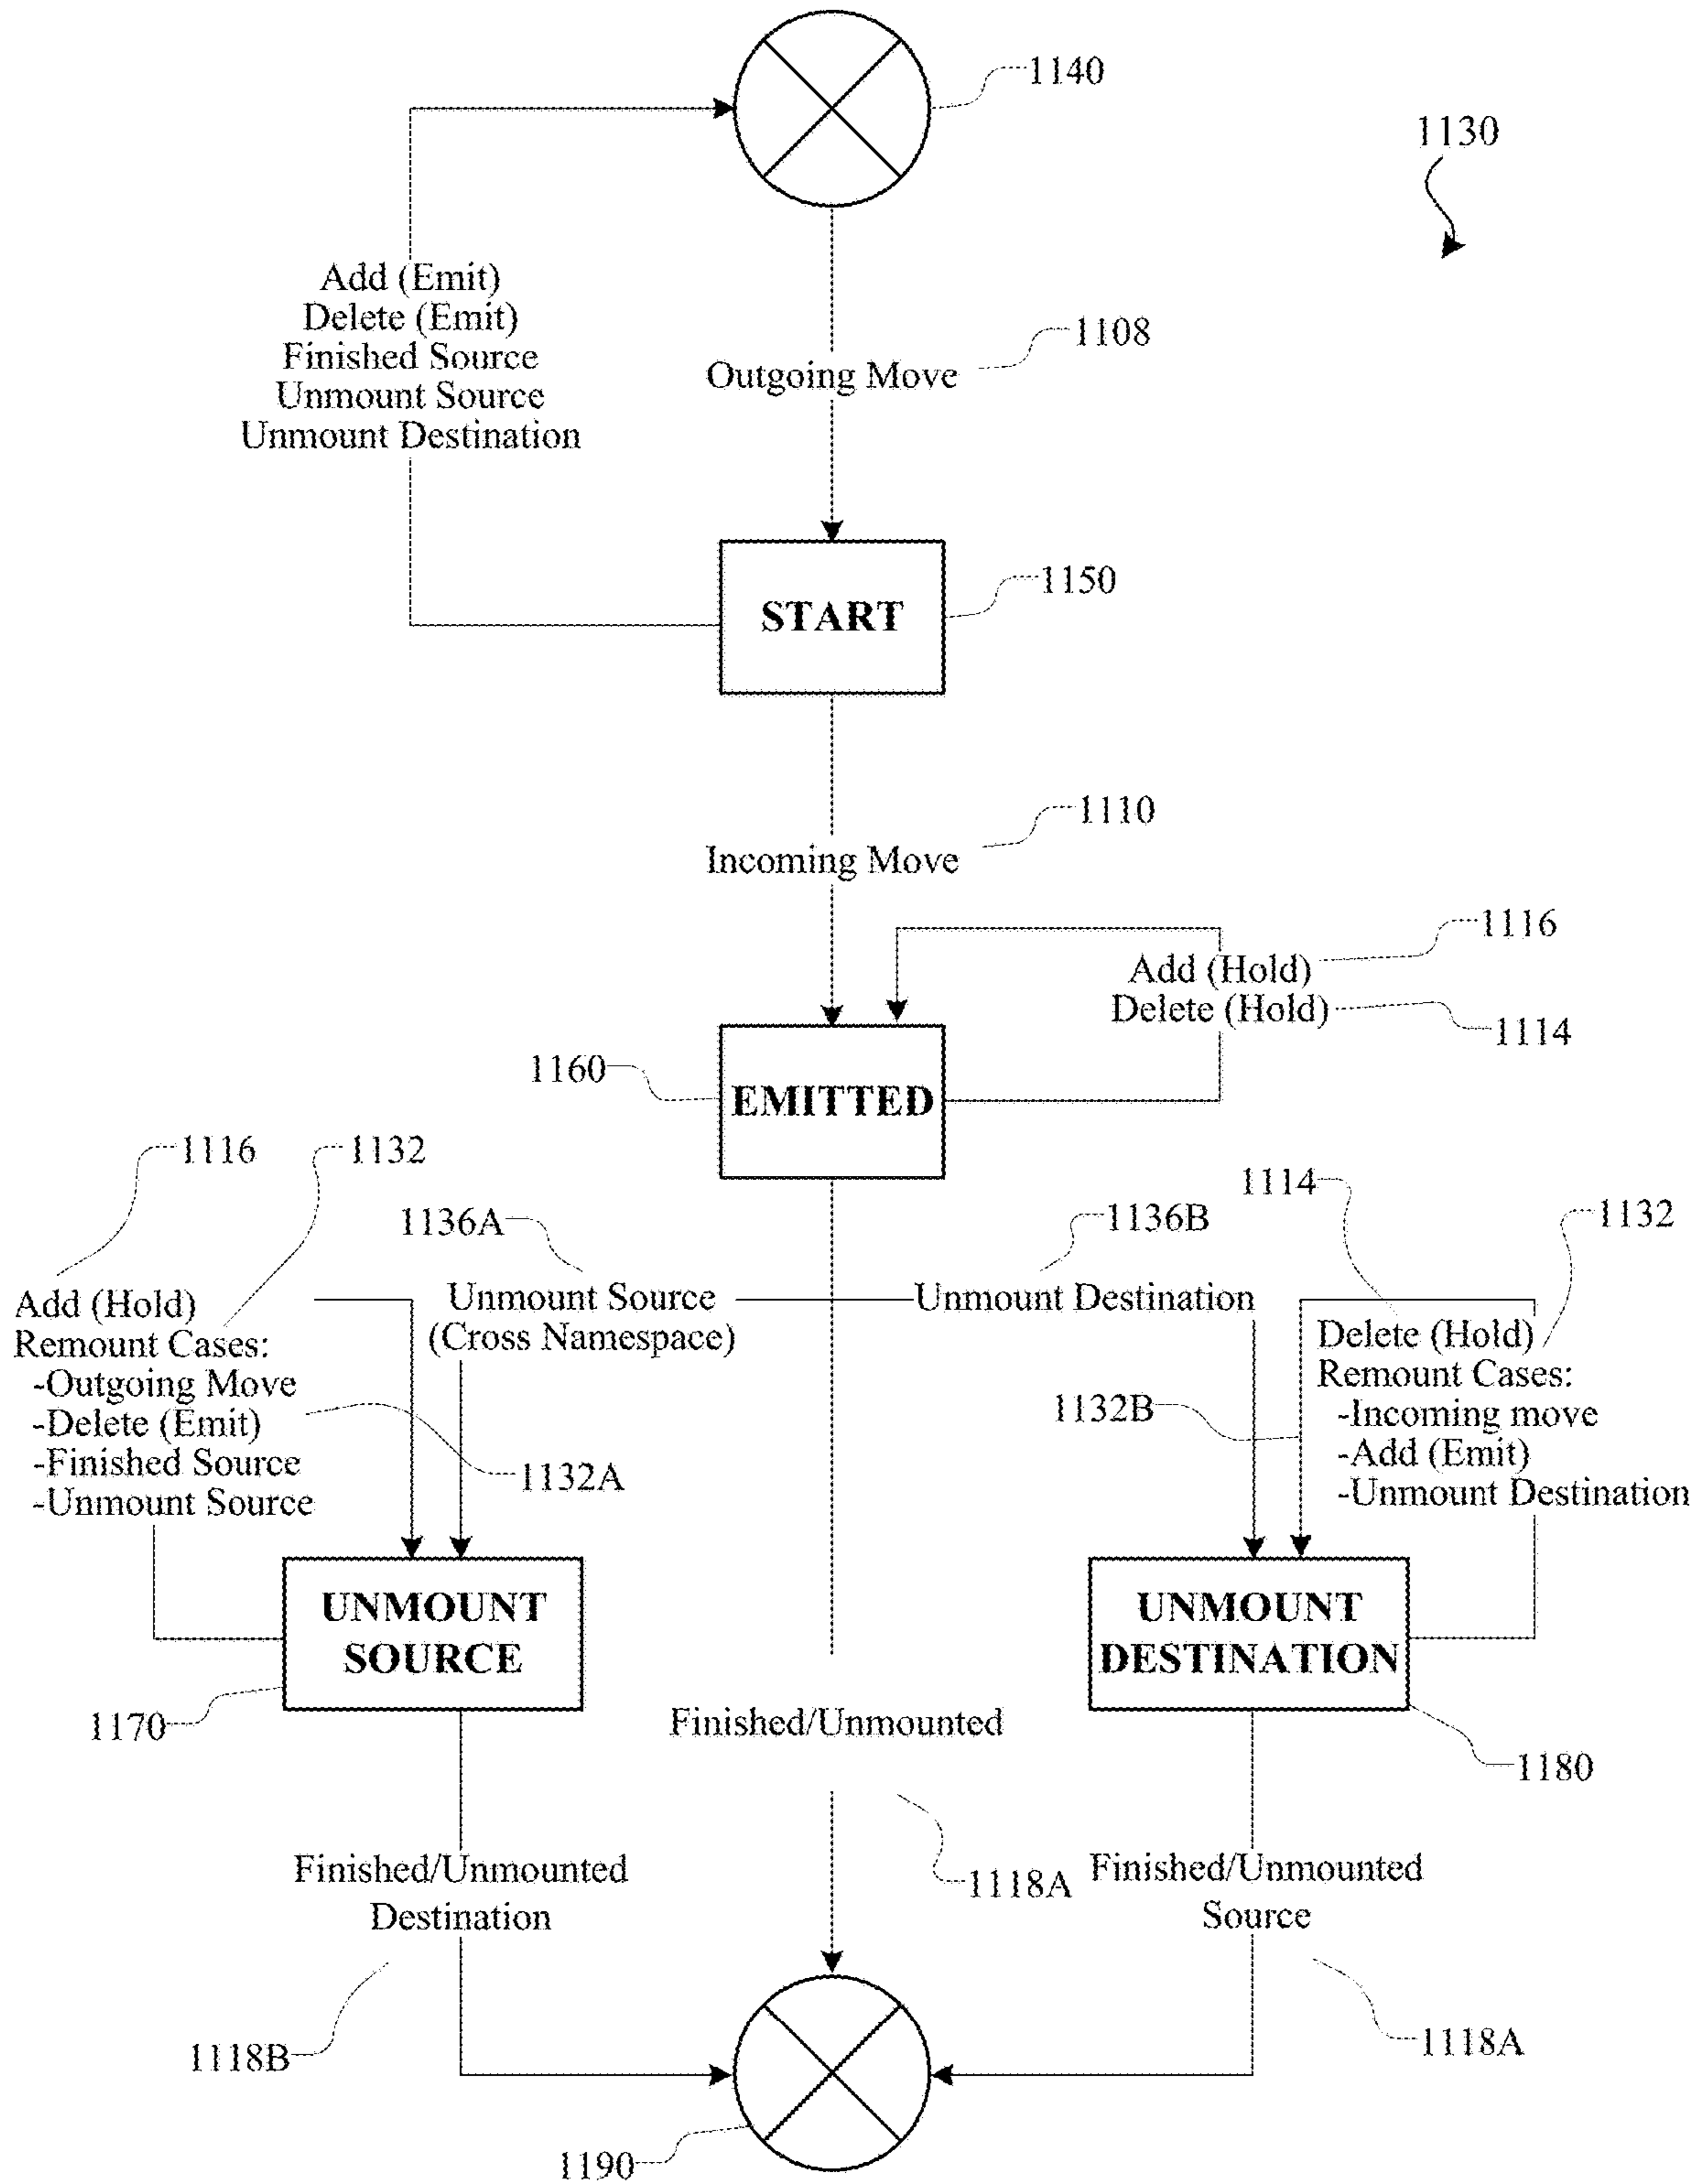 1140
1130
Add (Emit)
Delete (Emit)
Finished Source
Unmount Source
Unmount Destination
1108
Outgoing Move
1150
START
1110
Incoming Move
1116
Add (Hold)
Delete (Hold)
1114
1160
EMITTED
1116
1132
1136A
1136B
1114
1132
Add (Hold)
Remount Cases:
-Outgoing Move
-Delete (Emit)
-Finished Source
-Unmount Source
Unmount Source
(Cross Namespace)
Unmount Destination
Delete (Hold)
Remount Cases:
-Incoming move
-Add (Emit)
-Unmount Destination
1132B
1132A
UNMOUNT
SOURCE
UNMOUNT
DESTINATION
1170
Finished/Unmounted
1180
Finished/Unmounted
Destination
1118A
Finished/Unmounted
Source
1118B
1118A
1190